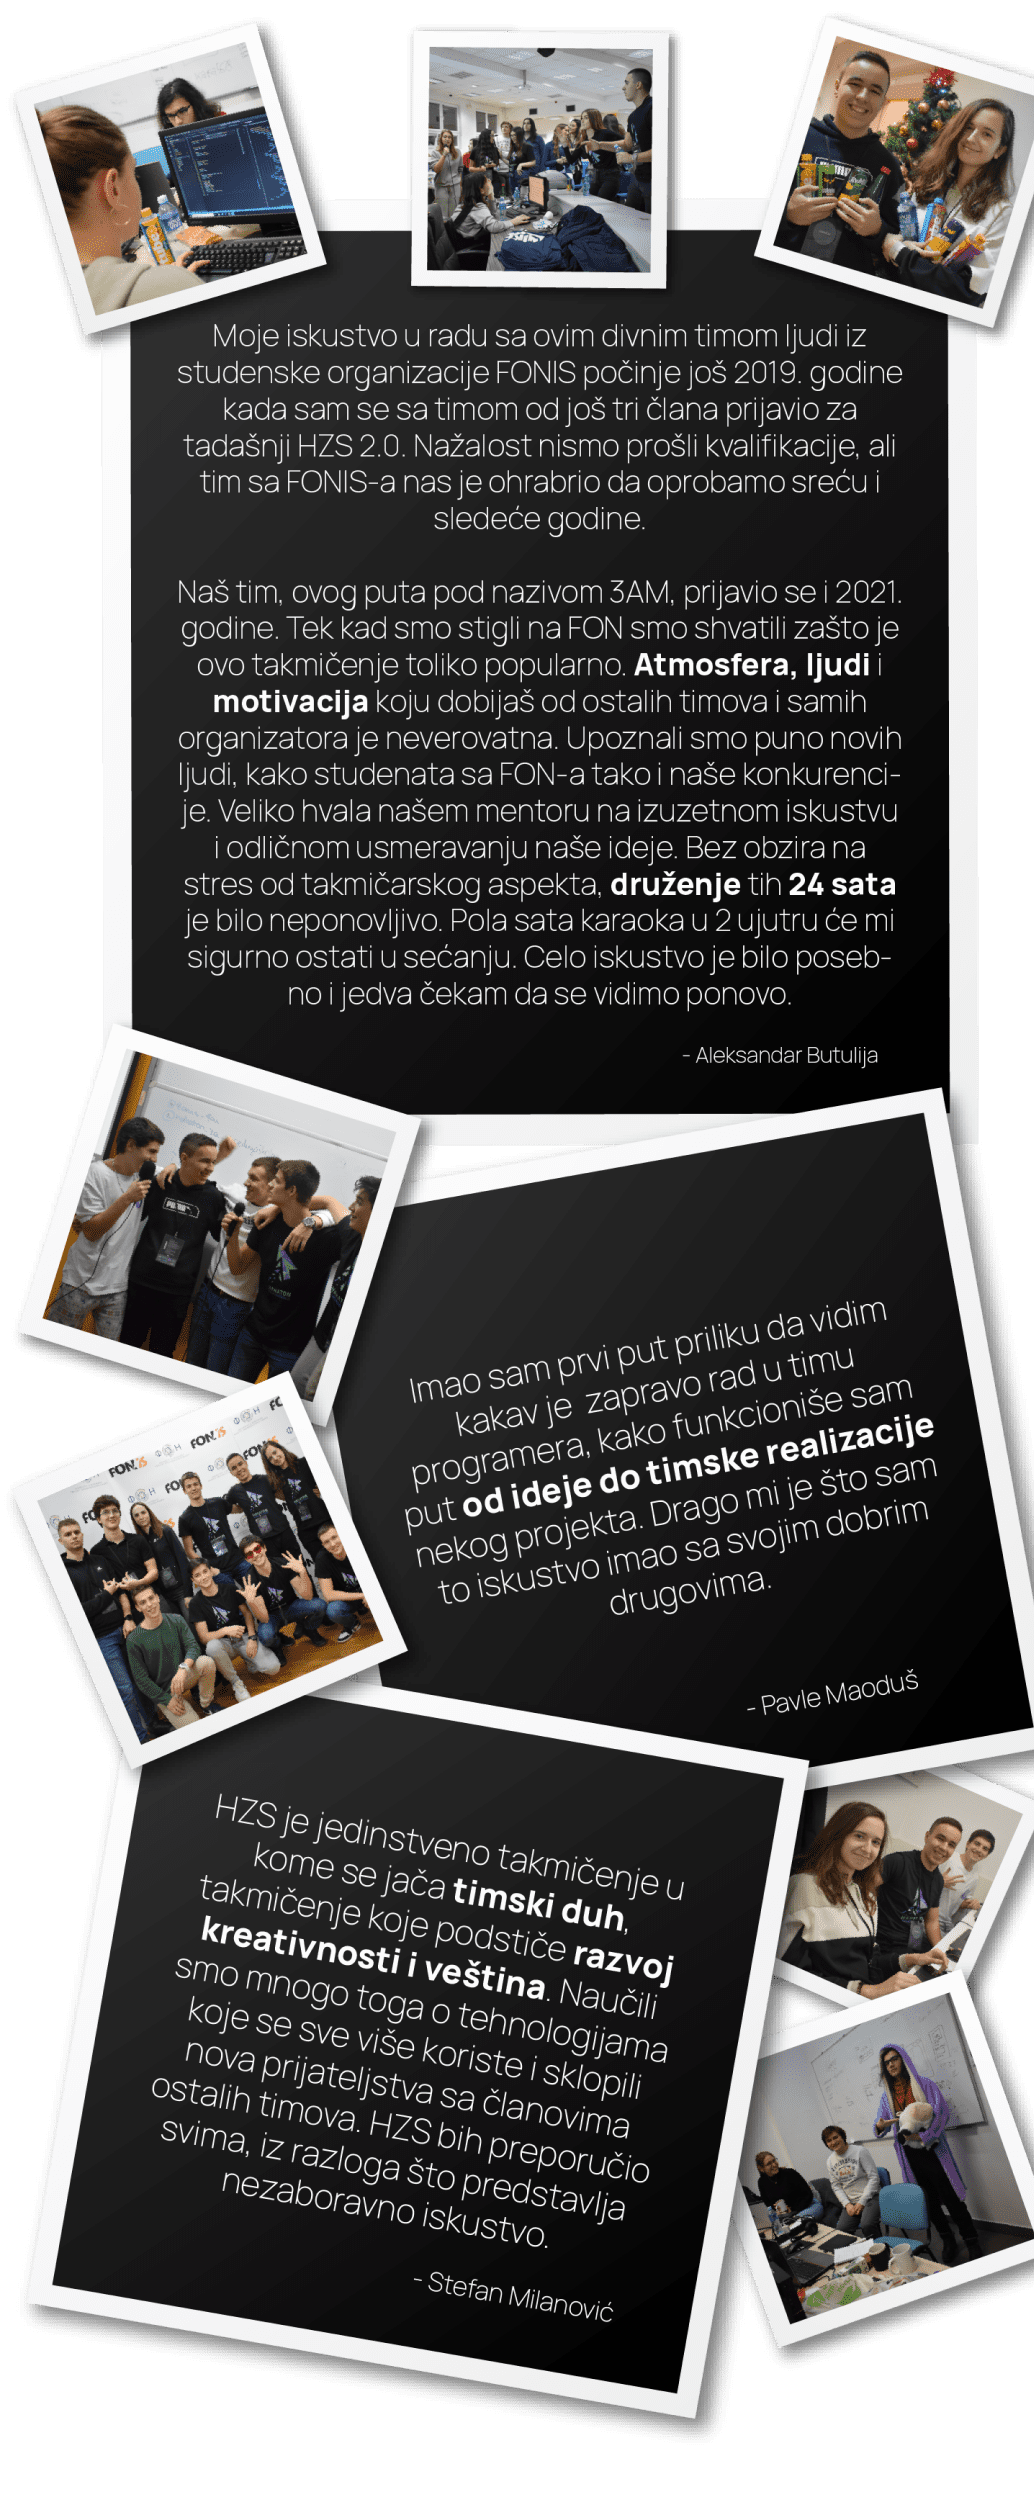 Moje iskustvo u radu sa ovim divnim timom ljudi iz
studenske organizacije FONIS počinje još 2019. godine
kada sam se sa timom od još tri člana prijavio za
tadašnji HZS 2.0. Nažalost nismo prošli kvalifikacije, ali
tim sa FONIS-a nas je ohrabrio da oprobamo sreću i
sledeće godine.
Naš tim, ovog puta pod nazivom 3AM, prijavio se i 2021.
godine. Tek kad smo stigli na FON smo shvatili zašto je
ovo takmičenje toliko popularno. Atmosfera, ljudi i
motivacija koju dobijaš od ostalih timova i samih
organizatora je neverovatna. Upoznali smo puno novih
ljudi, kako studenata sa FON-a tako i naše konkurenci-
je. Veliko hvala našem mentoru na izuzetnom iskustvu
i odličnom usmeravanju naše ideje. Bez obzira na
stres od takmičarskog aspekta, druženje tih 24 sata
je bilo neponovljivo. Pola sata karaoka u 2 ujutru će mi
sigurno ostati u sećanju. Celo iskustvo je bilo poseb-
no i jedva čekam da se vidimo ponovo.
- Aleksandar Butulija
PUMA
Imao sam prvi put priliku da vidim
kakav je zapravo rad u timu
programera, kako funkcioniše sam
put od ideje do timske realizacije
nekog projekta. Drago mi je što sam
to iskustvo imao sa svojim dobrim
drugovima.
- Pavle Maoduš
HZS je jedinstveno takmičenje u
kome se jača timski duh,
takmičenje koje podstiče razvoj
kreativnosti i veština. Naučili
smo mnogo toga o tehnologijama
koje se sve više koriste i sklopili
nova prijateljstva sa članovima
ostalih timova. HZS bih preporučio
svima, iz razloga što predstavlja
nezaboravno iskustvo.
- Stefan Milanović